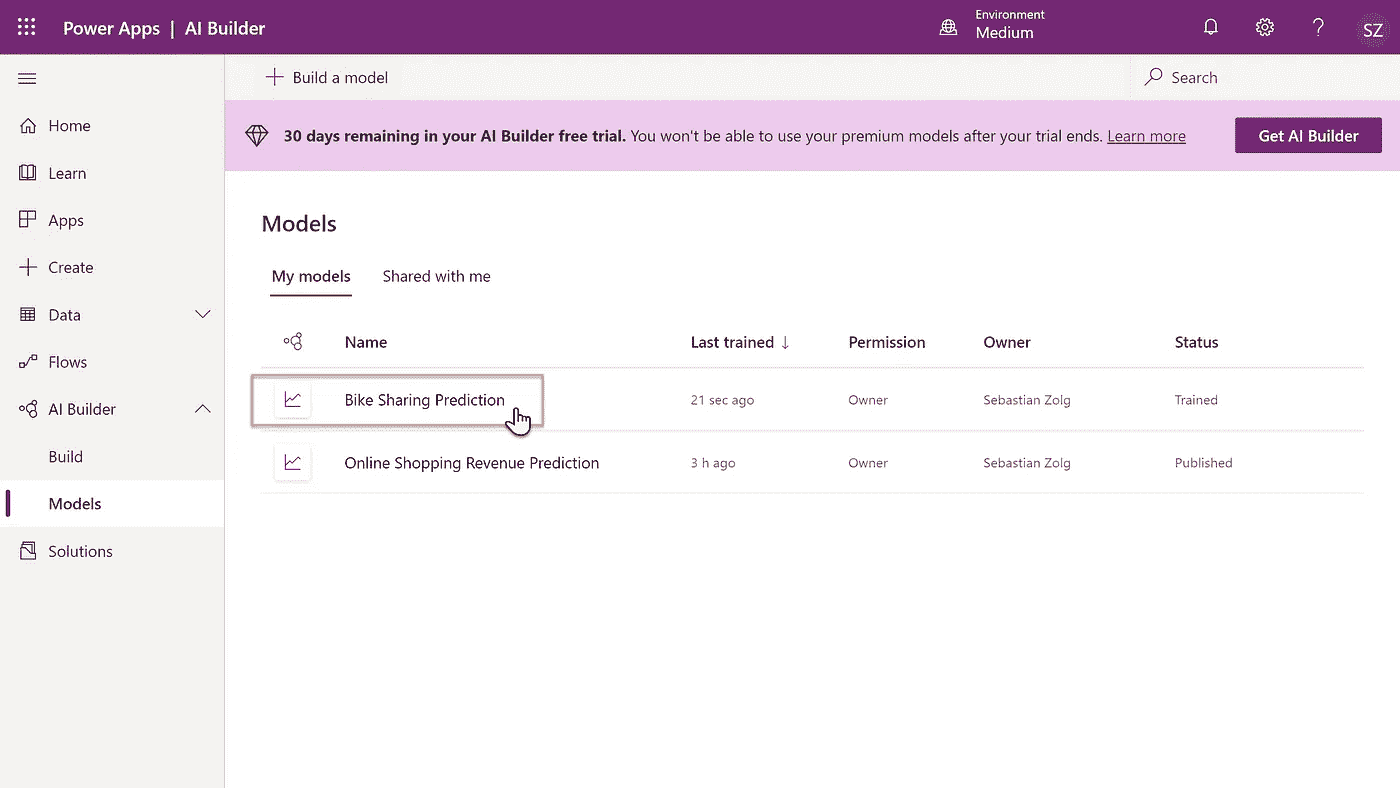 Power Apps | AI Builder
Environment
Medium
SZ
Build a model
Search
30 days remaining in your AI Builder free trial. You won't be able to use your premium models after your trial ends. Learn more
Get AI Builder
Home
Learn
Apps
Create
Data
Flows
AI Builder
Build
Models
Solutions
Models
My models Shared with me
Name Last trained ↓ Permission Owner Status
Bike Sharing Prediction 21 sec ago Owner Sebastian Zolg Trained
Online Shopping Revenue Prediction 3 h ago Owner Sebastian Zolg Published